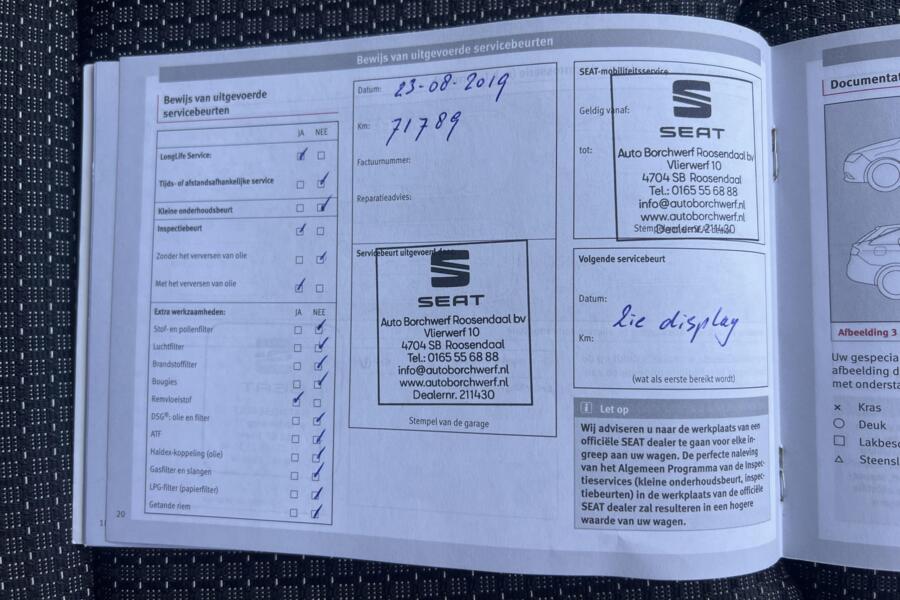 Bewijs van uitgevoerde servicebeurten
Bewijs van uitgevoerde
servicebeurten
JA NEE
LongLife Service:
Tijds- of afstandsafhankelijke service
Kleine onderhoudsbeurt
Inspectiebeurt
Zonder het verversen van olie
Met het verversen van olie
Extra werkzaamheden: JA NEE
Stof- en pollenfilter
Luchtfilter
Brandstoffilter
Bougies
Remvloeistof
DSG®: olie en filter
ATF
Haldex-koppeling (olie)
Gasfilter en slangen
LPG-filter (papierfilter)
Getande riem
20
Datum: 23-08-2019
Km: 71789
Factuurnummer:
Reparatieadvies:
Servicebeurt uitgevoerd door
SEAT
Auto Borchwerf Roosendaal bv
Vlierwerf 10
4704 SB Roosendaal
Tel.: 0165 55 68 88
info@autoborchwerf.nl
www.autoborchwerf.nl
Dealernr. 211430
Stempel van de garage
SEAT-mobiliteitsservice
Geldig vanaf:
tot:
SEAT
Auto Borchwerf Roosendaal bv
Vlierwerf 10
4704 SB Roosendaal
Tel.: 0165 55 68 88
info@autoborchwerf.nl
www.autoborchwerf.nl
Dealernr. 211430
Volgende servicebeurt
Datum:
Zie display
Km:
(wat als eerste bereikt wordt)
i Let op
Wij adviseren u naar de werkplaats van een
officiële SEAT dealer te gaan voor elke in-
greep aan uw wagen. De perfecte naleving
van het Algemeen Programma van de Inspec-
tieservices (kleine onderhoudsbeurt, inspec-
tiebeurten) in de werkplaats van de officiële
SEAT dealer zal resulteren in een hogere
waarde van uw wagen.
Documentat
Afbeelding 3
Uw gespecia
afbeelding d
met onderst
Kras
Deuk
Lakbesc
Steensl